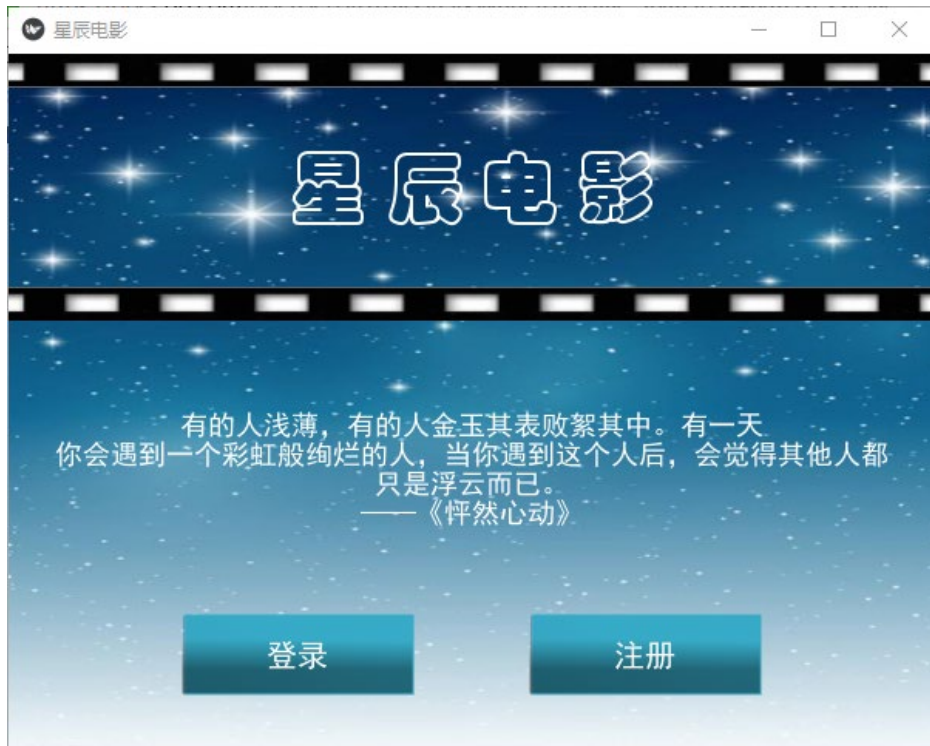 星辰电影
星辰电影
有的人浅薄，有的人金玉其表败絮其中。有一天
你会遇到一个彩虹般绚烂的人，当你遇到这个人后，会觉得其他人都
只是浮云而已。
——《怦然心动》
登录
注册